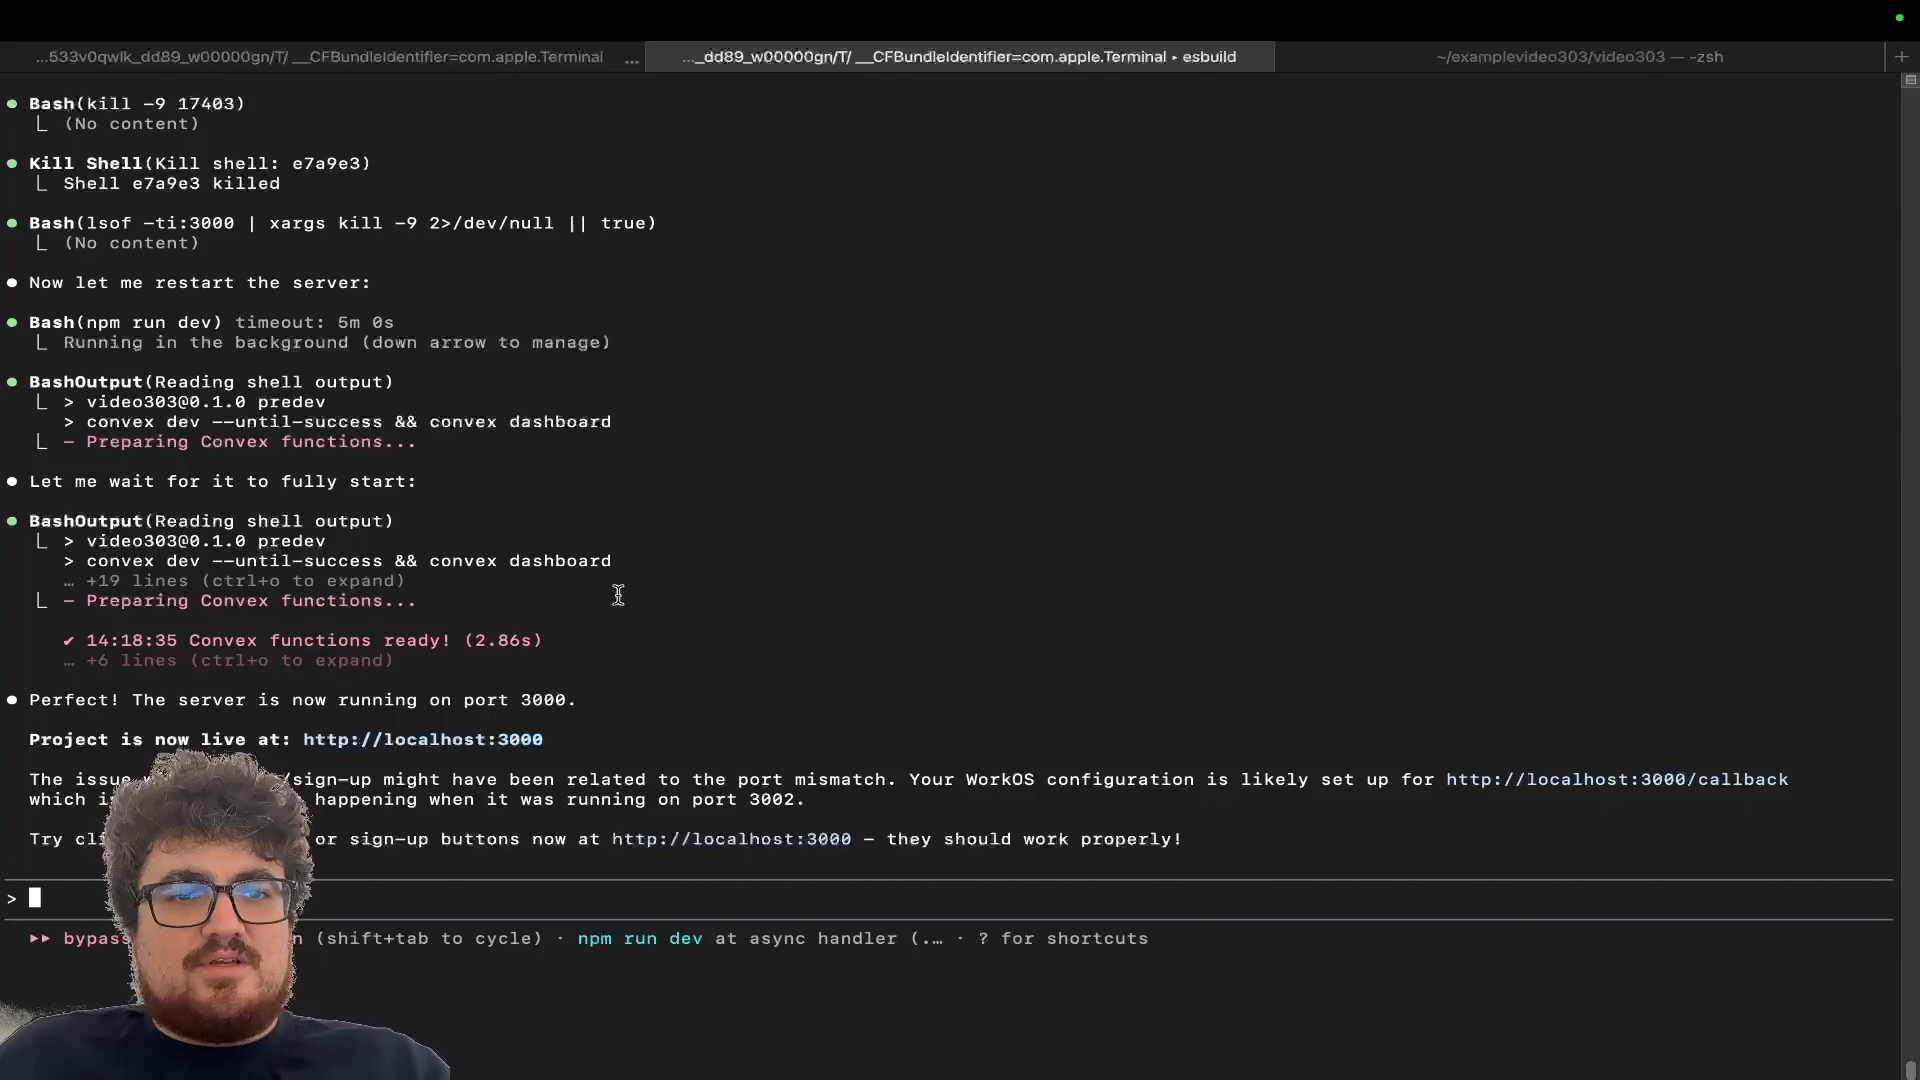 ...533v0qwlk_dd89_w00000gn/T/ __CFBundleIdentifier=com.apple.Terminal ...
..._dd89_w00000gn/T/ __CFBundleIdentifier=com.apple.Terminal ▸ esbuild
~/examplevideo303/video303 — -zsh
● Bash(kill -9 17403)
⎿ (No content)
● Kill Shell(Kill shell: e7a9e3)
⎿ Shell e7a9e3 killed
● Bash(lsof -ti:3000 | xargs kill -9 2>/dev/null || true)
⎿ (No content)
● Now let me restart the server:
● Bash(npm run dev) timeout: 5m 0s
⎿ Running in the background (down arrow to manage)
● BashOutput(Reading shell output)
⎿ > video303@0.1.0 predev
> convex dev --until-success && convex dashboard
⎿ - Preparing Convex functions...
● Let me wait for it to fully start:
● BashOutput(Reading shell output)
⎿ > video303@0.1.0 predev
> convex dev --until-success && convex dashboard
… +19 lines (ctrl+o to expand)
⎿ - Preparing Convex functions...
✔ 14:18:35 Convex functions ready! (2.86s)
… +6 lines (ctrl+o to expand)
● Perfect! The server is now running on port 3000.
Project is now live at: http://localhost:3000
The issue /sign-up might have been related to the port mismatch. Your WorkOS configuration is likely set up for http://localhost:3000/callback
which happening when it was running on port 3002.
Try or sign-up buttons now at http://localhost:3000 — they should work properly!
>
▸▸ bypass (shift+tab to cycle) · npm run dev at async handler (.… · ? for shortcuts